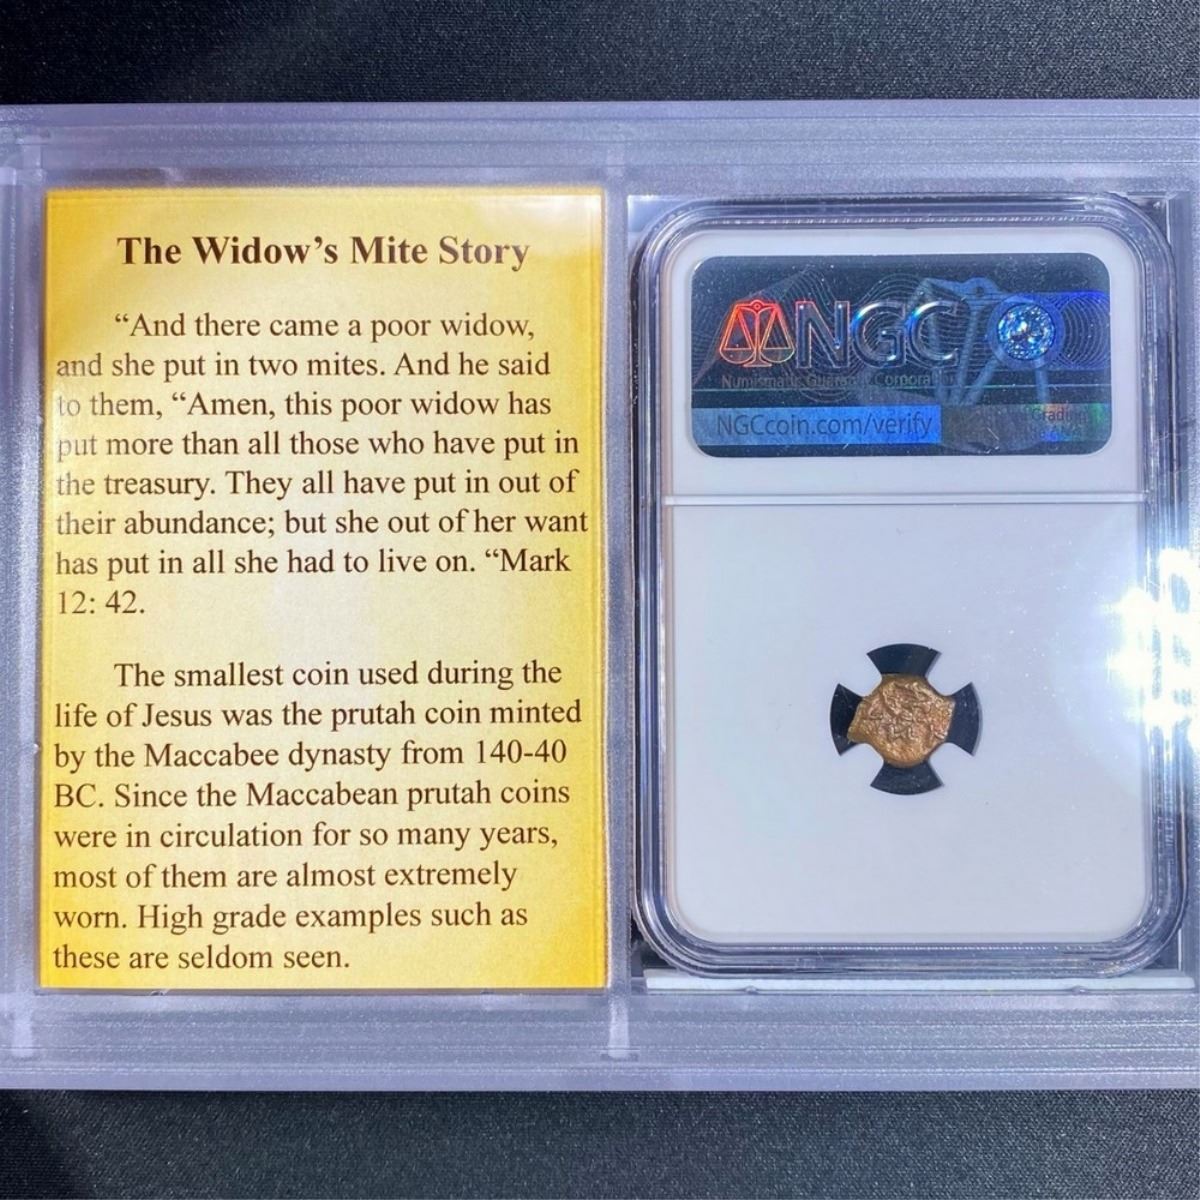 The Widow's Mite Story
“And there came a poor widow,
and she put in two mites. And he said
to them, “Amen, this poor widow has
put more than all those who have put in
the treasury. They all have put in out of
their abundance; but she out of her want
has put in all she had to live on. “Mark
12: 42.
The smallest coin used during the
life of Jesus was the prutah coin minted
by the Maccabee dynasty from 140-40
BC. Since the Maccabean prutah coins
were in circulation for so many years,
most of them are almost extremely
worn. High grade examples such as
these are seldom seen.
NGC
Numismatic Guaranty Corporation
NGCcoin.com/verify
Grading